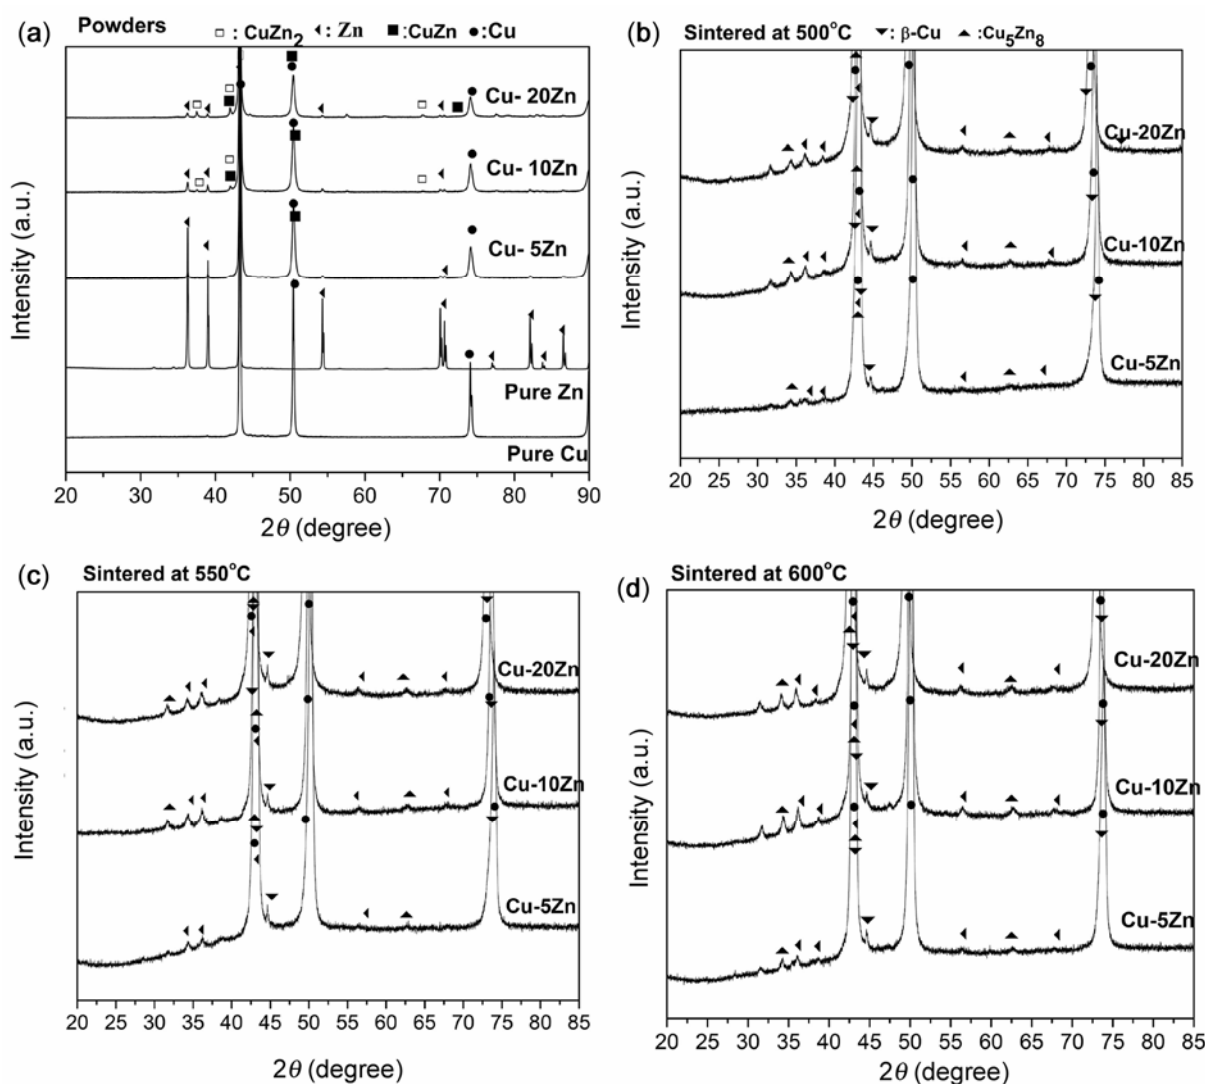 (a) Powders
□ : CuZn₂ ◄: Zn ■:CuZn ●:Cu
Cu- 20Zn
Cu- 10Zn
Cu- 5Zn
Pure Zn
Pure Cu
Intensity (a.u.)
20 30 40 50 60 70 80 90
2θ (degree)
(b) Sintered at 500°C ▼: β-Cu ▲ :Cu₅Zn₈
Cu-20Zn
Cu-10Zn
Cu-5Zn
Intensity (a.u.)
20 25 30 35 40 45 50 55 60 65 70 75 80 85
2θ (degree)
(c) Sintered at 550°C
Cu-20Zn
Cu-10Zn
Cu-5Zn
Intensity (a.u.)
20 25 30 35 40 45 50 55 60 65 70 75 80 85
2θ (degree)
(d) Sintered at 600°C
Cu-20Zn
Cu-10Zn
Cu-5Zn
Intensity (a.u.)
20 25 30 35 40 45 50 55 60 65 70 75 80 85
2θ (degree)